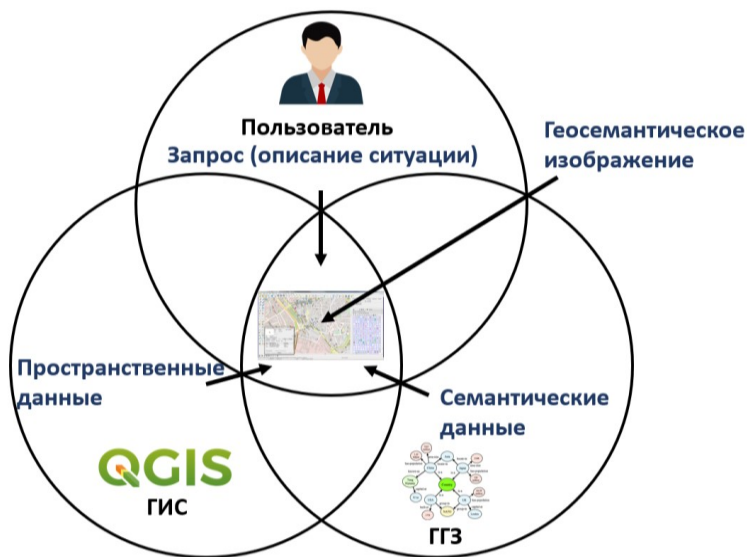 Пользователь
Запрос (описание ситуации)
Геосемантическое
изображение
Пространственные
данные
Семантические
данные
QGIS
ГИС
ГГЗ